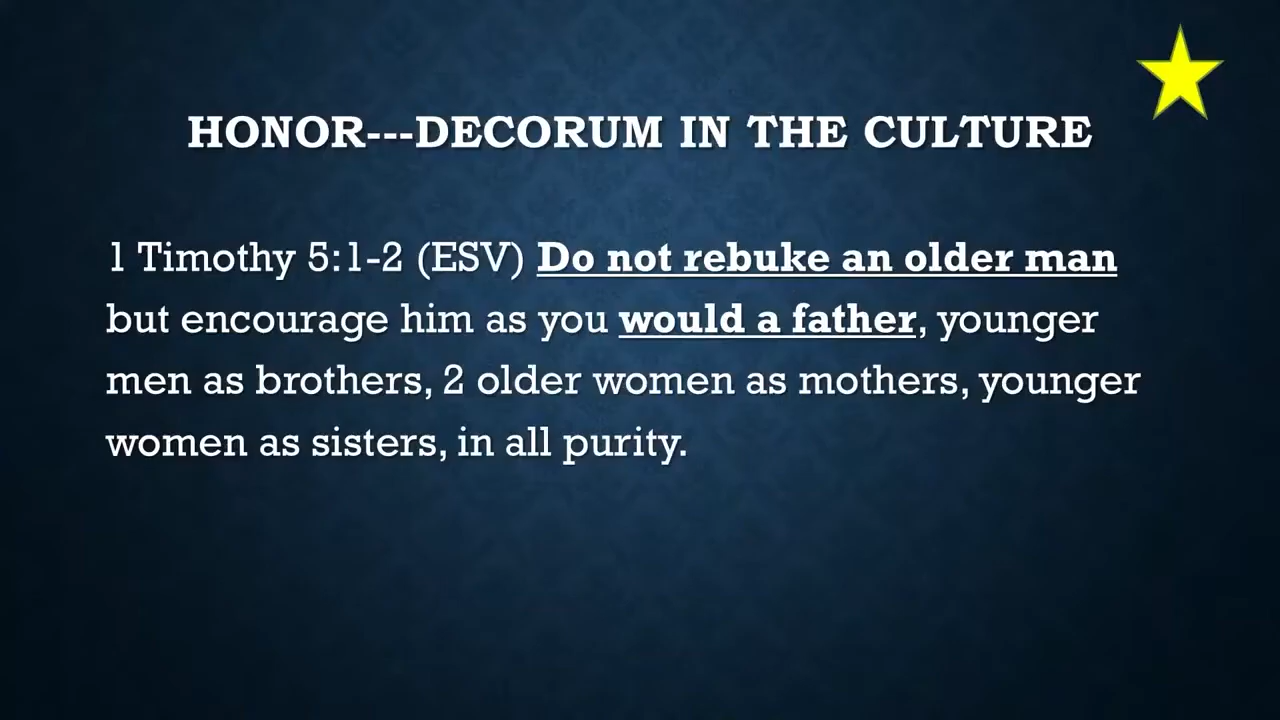 HONOR---DECORUM IN THE CULTURE
1 Timothy 5:1-2 (ESV) Do not rebuke an older man
but encourage him as you would a father, younger
men as brothers, 2 older women as mothers, younger
women as sisters, in all purity.